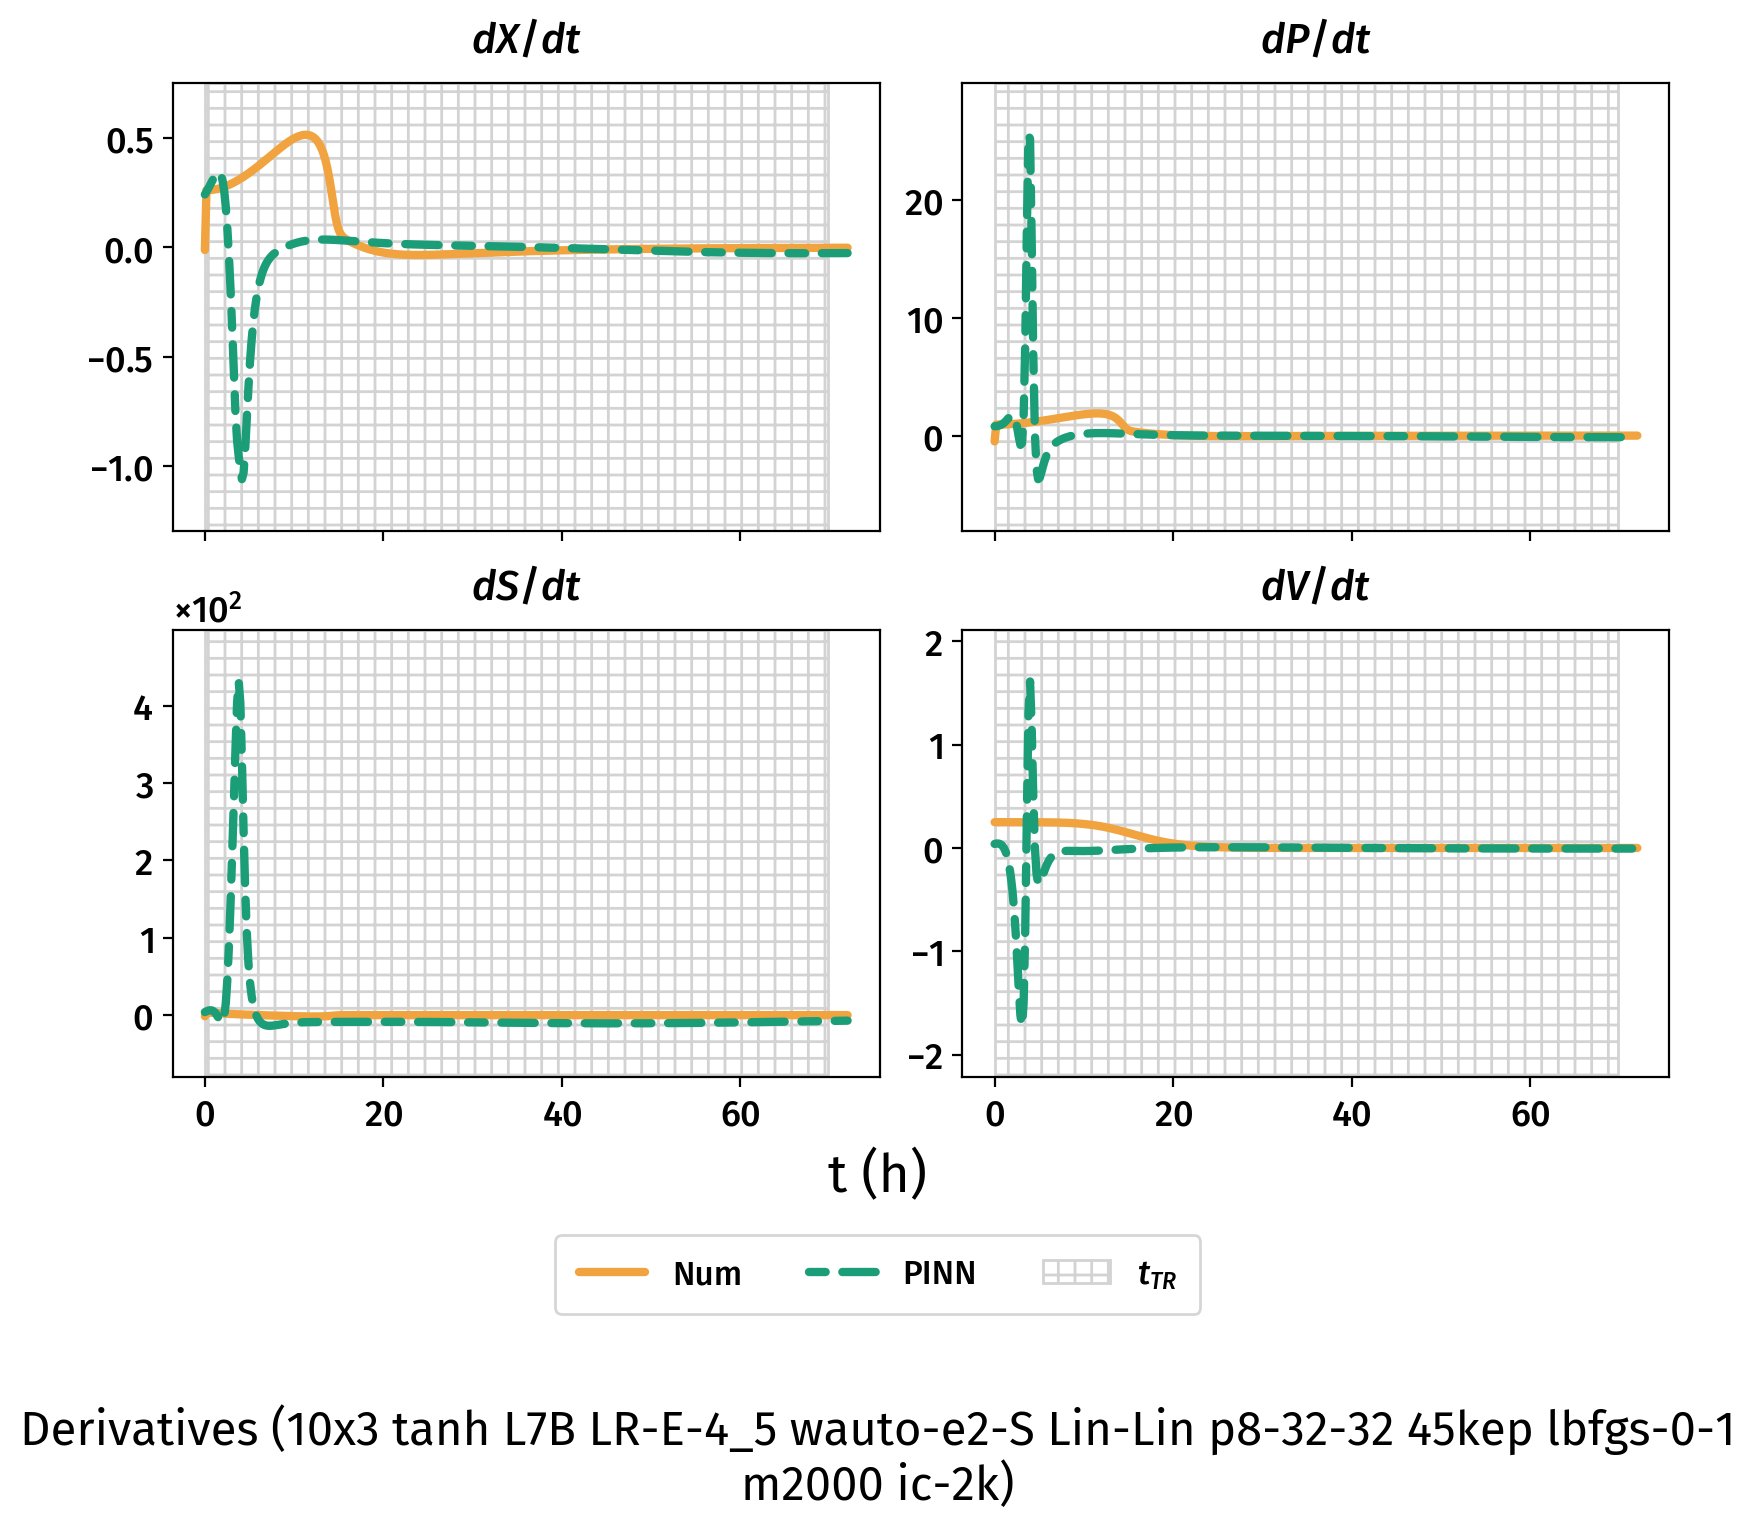 dX/dt
dP/dt
0.5
0.0
−0.5
−1.0
20
10
0
dS/dt
dV/dt
×10²
4
3
2
1
0
2
1
0
−1
−2
0 20 40 60
0 20 40 60
t (h)
Num PINN t_TR
Derivatives (10x3 tanh L7B LR-E-4_5 wauto-e2-S Lin-Lin p8-32-32 45kep lbfgs-0-1
m2000 ic-2k)